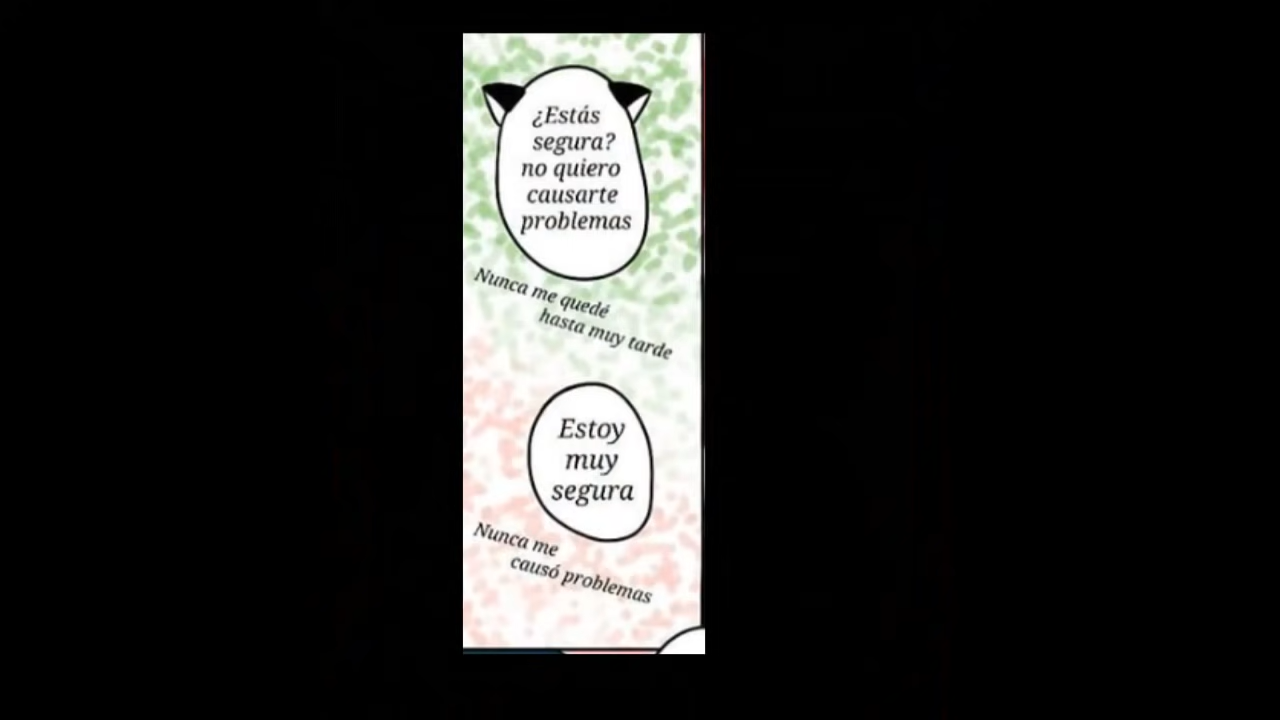 ¿Estás
segura?
no quiero
causarte
problemas
Nunca me quedé
hasta muy tarde
Estoy
muy
segura
Nunca me
causó problemas